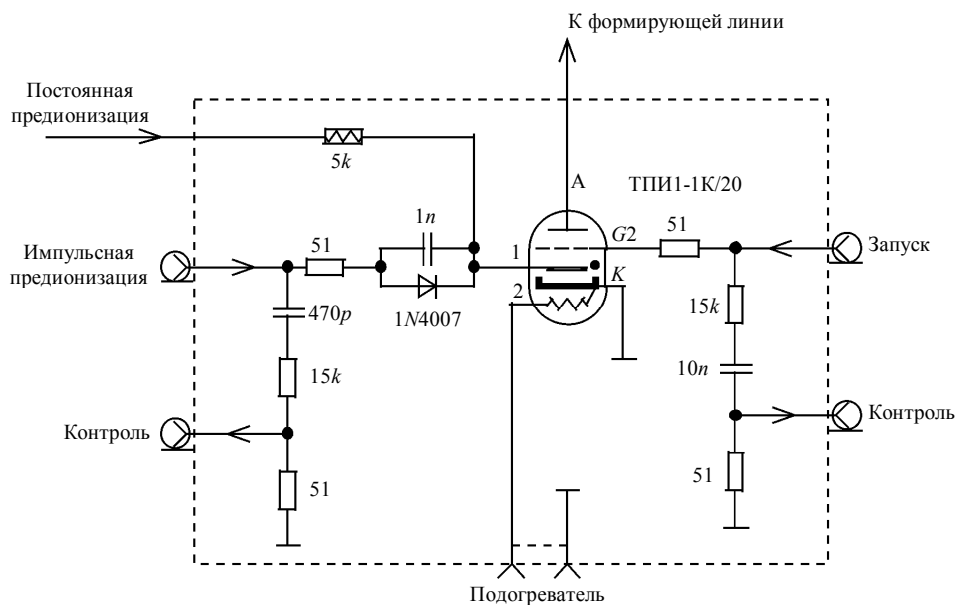 К формирующей линии
Постоянная
предионизация
5k
А
ТПИ1-1К/20
1n
G2
51
Запуск
Импульсная
предионизация
51
1
K
2
470p
1N4007
15k
15k
10n
Контроль
Контроль
51
51
Подогреватель